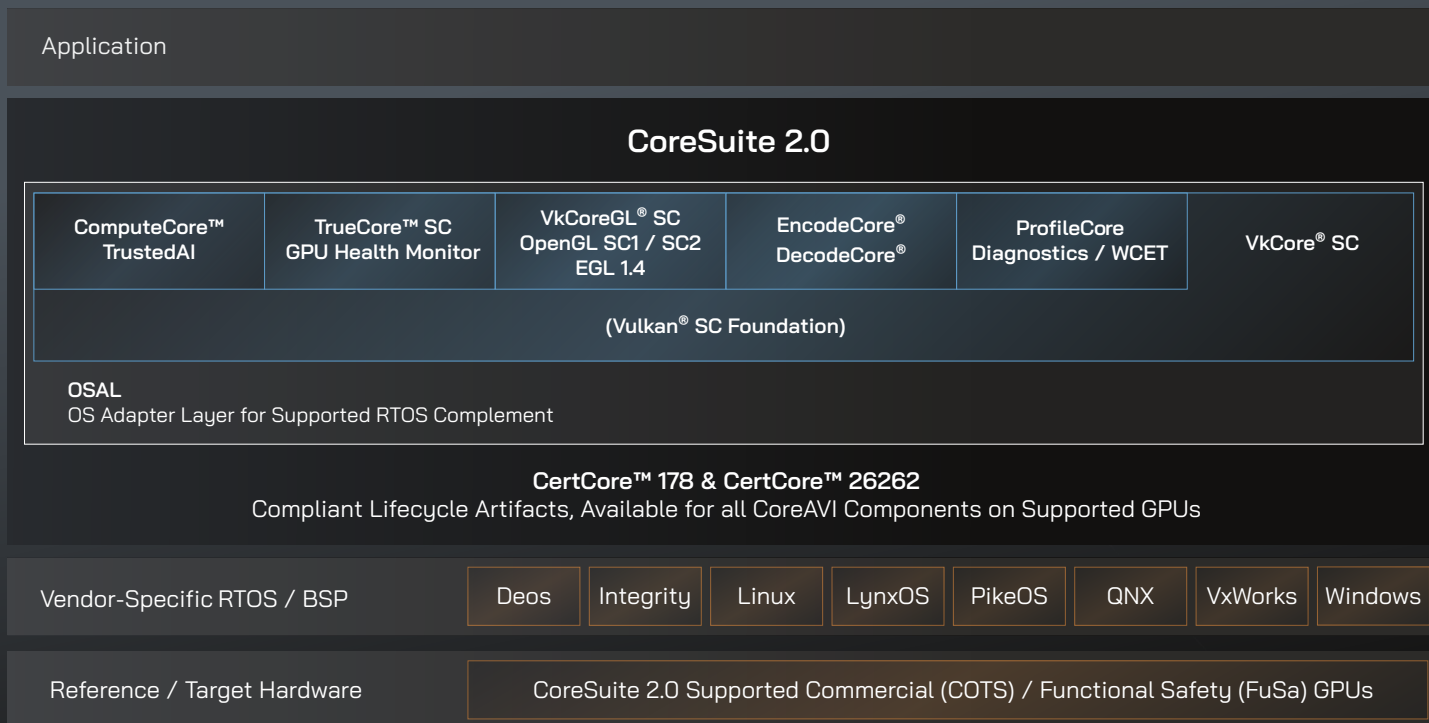 Application
CoreSuite 2.0
ComputeCore™
TrustedAI
TrueCore™ SC
GPU Health Monitor
VkCoreGL® SC
OpenGL SC1 / SC2
EGL 1.4
EncodeCore®
DecodeCore®
ProfileCore
Diagnostics / WCET
VkCore® SC
(Vulkan® SC Foundation)
OSAL
OS Adapter Layer for Supported RTOS Complement
CertCore™ 178 & CertCore™ 26262
Compliant Lifecycle Artifacts, Available for all CoreAVI Components on Supported GPUs
Vendor-Specific RTOS / BSP
Deos
Integrity
Linux
LynxOS
PikeOS
QNX
VxWorks
Windows
Reference / Target Hardware
CoreSuite 2.0 Supported Commercial (COTS) / Functional Safety (FuSa) GPUs